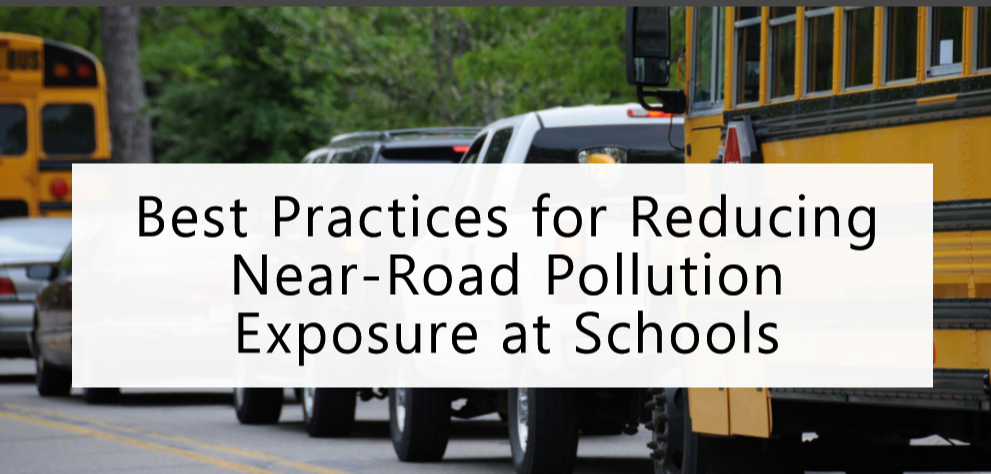 BUS
Best Practices for Reducing
Near-Road Pollution
Exposure at Schools